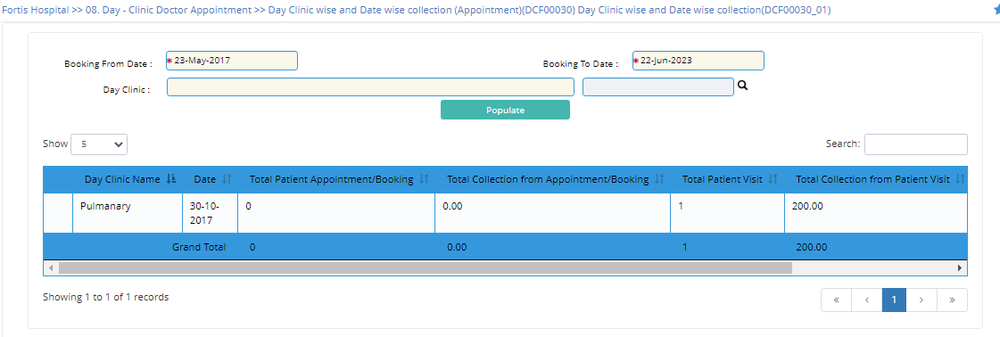 Fortis Hospital >> 08. Day - Clinic Doctor Appointment >> Day Clinic wise and Date wise collection (Appointment)(DCF00030) Day Clinic wise and Date wise collection(DCF00030_01)
Booking From Date : * 23-May-2017 Booking To Date : * 22-Jun-2023
Day Clinic :
Populate
Show 5 Search:
Day Clinic Name Date Total Patient Appointment/Booking Total Collection from Appointment/Booking Total Patient Visit Total Collection from Patient Visit
Pulmanary 30-10- 0 0.00 1 200.00
2017
Grand Total 0 0.00 1 200.00
Showing 1 to 1 of 1 records « ‹ 1 › »